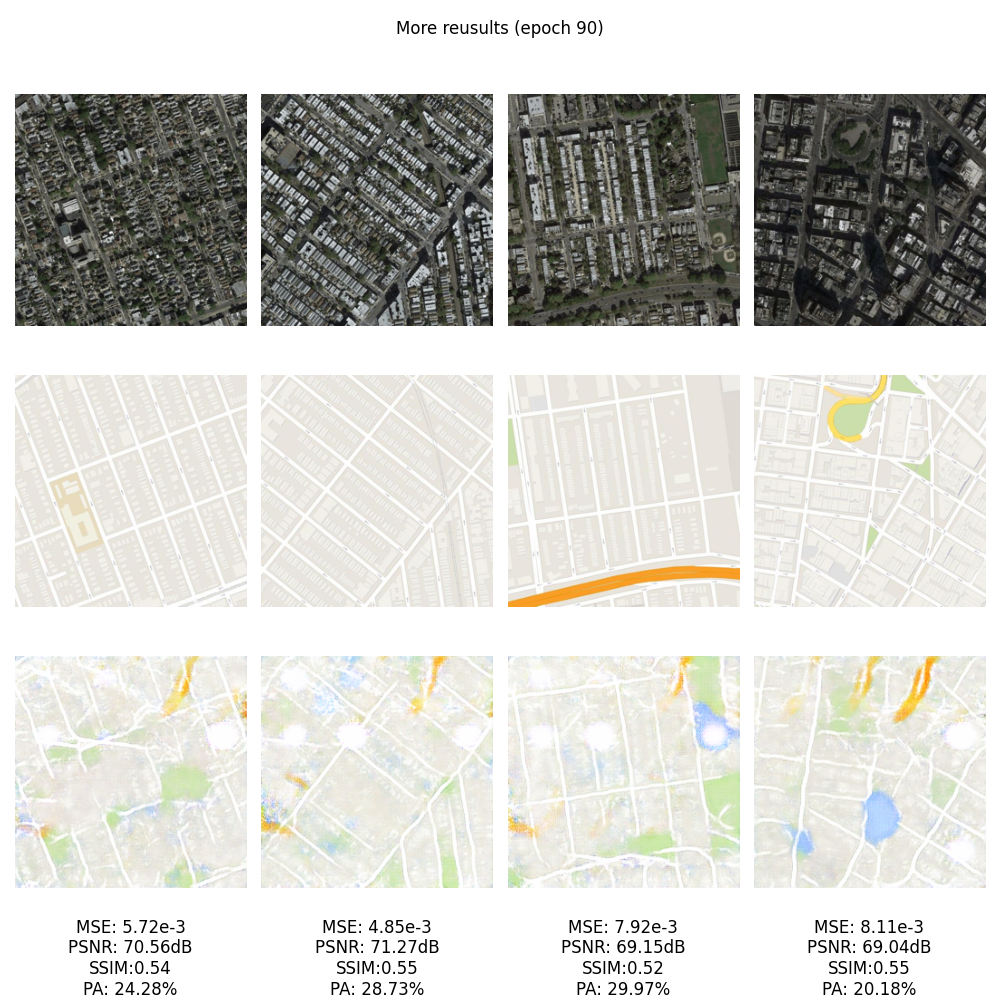 More reusults (epoch 90)
MSE: 5.72e-3
PSNR: 70.56dB
SSIM:0.54
PA: 24.28%
MSE: 4.85e-3
PSNR: 71.27dB
SSIM:0.55
PA: 28.73%
MSE: 7.92e-3
PSNR: 69.15dB
SSIM:0.52
PA: 29.97%
MSE: 8.11e-3
PSNR: 69.04dB
SSIM:0.55
PA: 20.18%